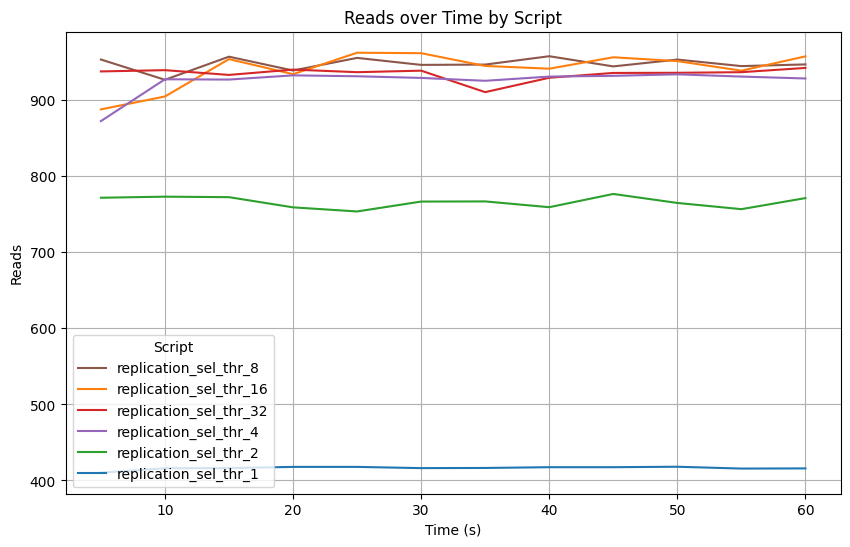 Reads over Time by Script
Reads
900
800
700
600
500
400
Script
replication_sel_thr_8
replication_sel_thr_16
replication_sel_thr_32
replication_sel_thr_4
replication_sel_thr_2
replication_sel_thr_1
10
20
30
40
50
60
Time (s)